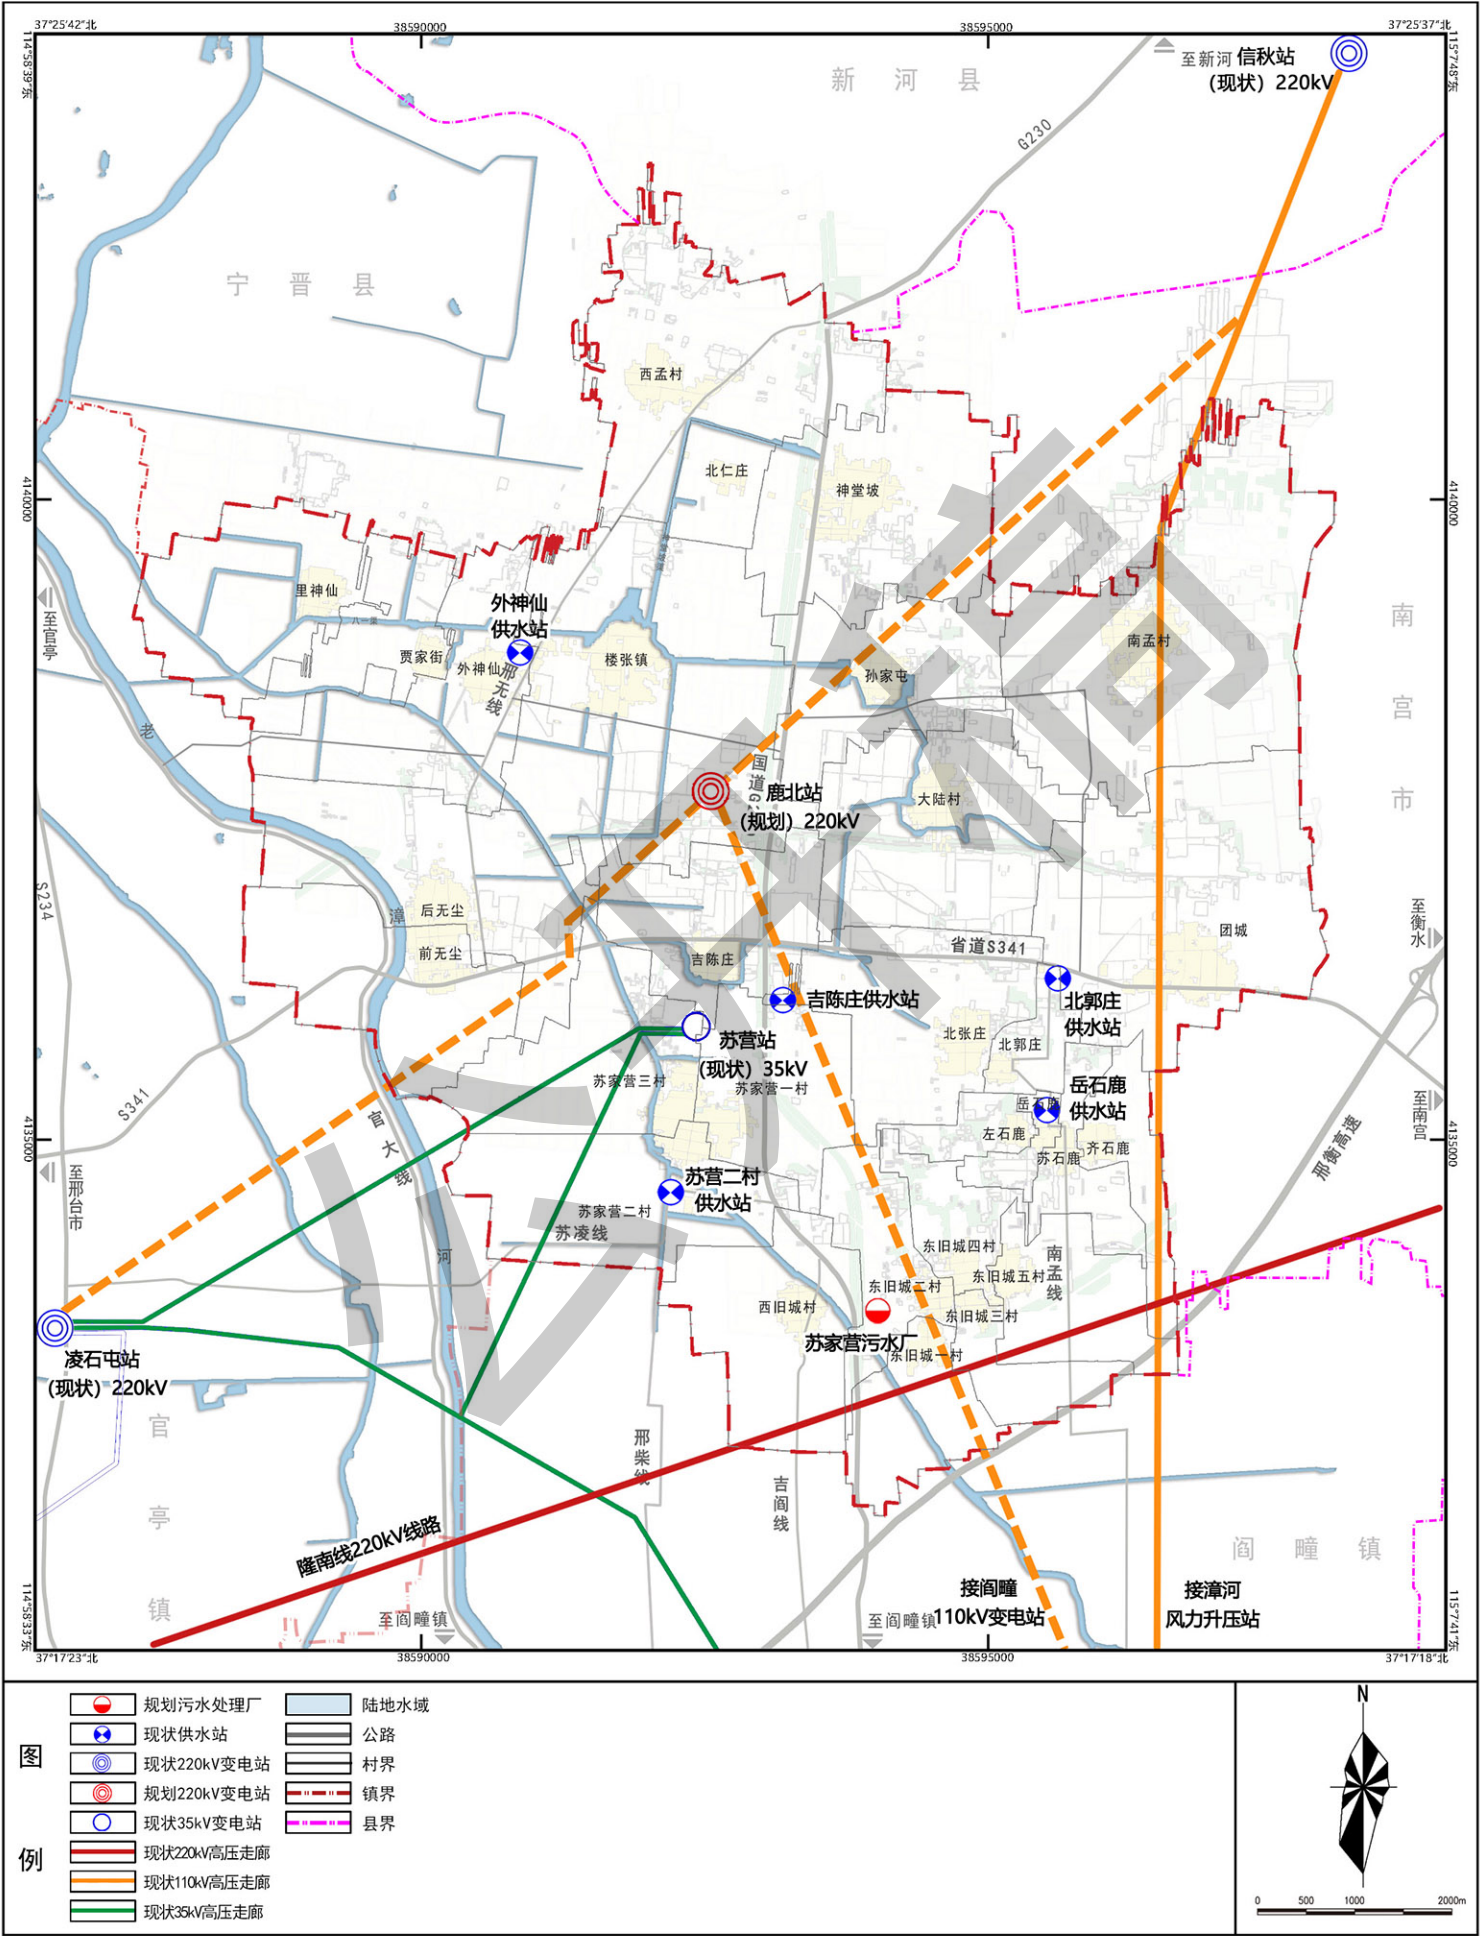 37°25′42″北
38590000
38595000
37°25′37″北
114°58′39″东
115°7′48″东
至新河
信秋站
（现状）220kV
新河县
G230
宁晋县
西孟村
北仁庄
神堂坡
4140000
4140000
里神仙
外神仙
供水站
至官亭
八一渠
贾家街
外神仙
楼张镇
孙家屯
南孟村
邢无线
老
南宫市
国道G2
鹿北站
（规划）220kV
大陆村
S234
漳
后无尘
前无尘
吉陈庄
省道S341
团城
至衡水
北郭庄
供水站
吉陈庄供水站
苏营站
（现状）35kV
北张庄
北郭庄
苏家营三村
苏家营一村
岳石鹿
供水站
岳石鹿
S341
官大线
4135000
4135000
至南宫
左石鹿
苏石鹿
齐石鹿
邢衡高速
至邢台市
苏营二村
供水站
苏家营二村
苏凌线
河
东旧城四村
东旧城五村
南孟线
东旧城二村
西旧城村
东旧城三村
苏家营污水厂
东旧城一村
凌石屯站
（现状）220kV
官亭镇
邢柴线
吉阎线
隆南线220kV线路
阎疃镇
接阎疃
110kV变电站
接漳河
风力升压站
至阎疃镇
至阎疃镇
114°58′33″东
115°7′41″东
37°17′23″北
38590000
38595000
37°17′18″北
公开稿
图例
规划污水处理厂
现状供水站
现状220kV变电站
规划220kV变电站
现状35kV变电站
现状220kV高压走廊
现状110kV高压走廊
现状35kV高压走廊
陆地水域
公路
村界
镇界
县界
N
0 500 1000 2000m